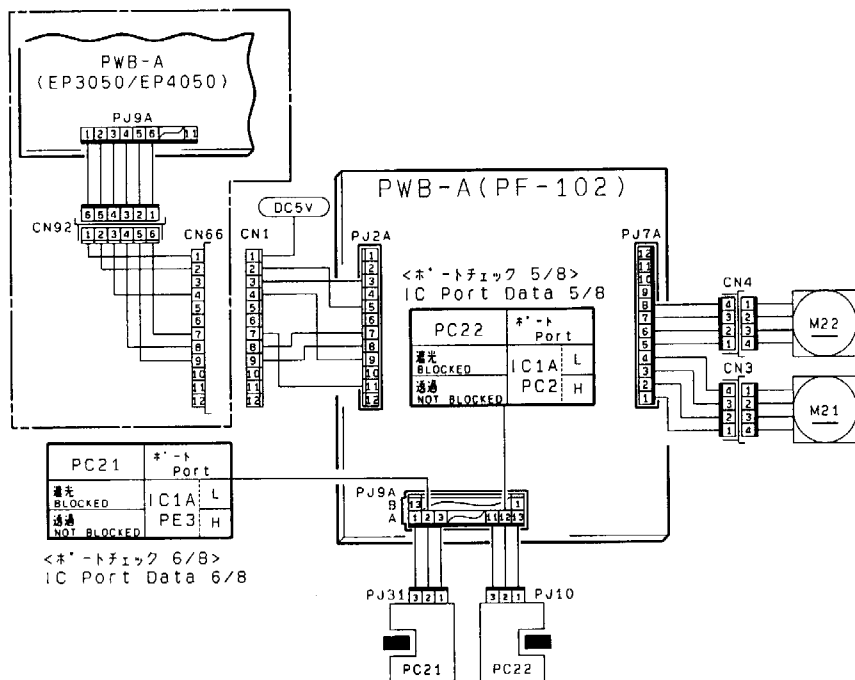 PWB-A
(EP3050/EP4050)
PJ9A
1 2 3 4 5 6 11
6 5 4 3 2 1
CN92
1 2 3 4 5 6
CN66
1
2
3
4
5
6
7
8
9
10
11
12
CN1
1
2
3
4
5
6
7
8
9
10
11
12
DC5V
PWB-A(PF-102)
PJ2A
1
2
3
4
5
6
7
8
9
10
11
12
<ポートチェック 5/8>
IC Port Data 5/8
PC22 ポート Port
遮光 BLOCKED IC1A L
透過 NOT BLOCKED PC2 H
PJ7A
12
11
10
9
8
7
6
5
4
3
2
1
CN4
4 1
3 2
2 3
1 4
M22
CN3
4 1
3 2
2 3
1 4
M21
PC21 ポート Port
遮光 BLOCKED IC1A L
透過 NOT BLOCKED PE3 H
<ポートチェック 6/8>
IC Port Data 6/8
PJ9A
B 13 1
A 1 2 3 11 12 13
PJ31 3 2 1
3 2 1 PJ10
PC21
PC22